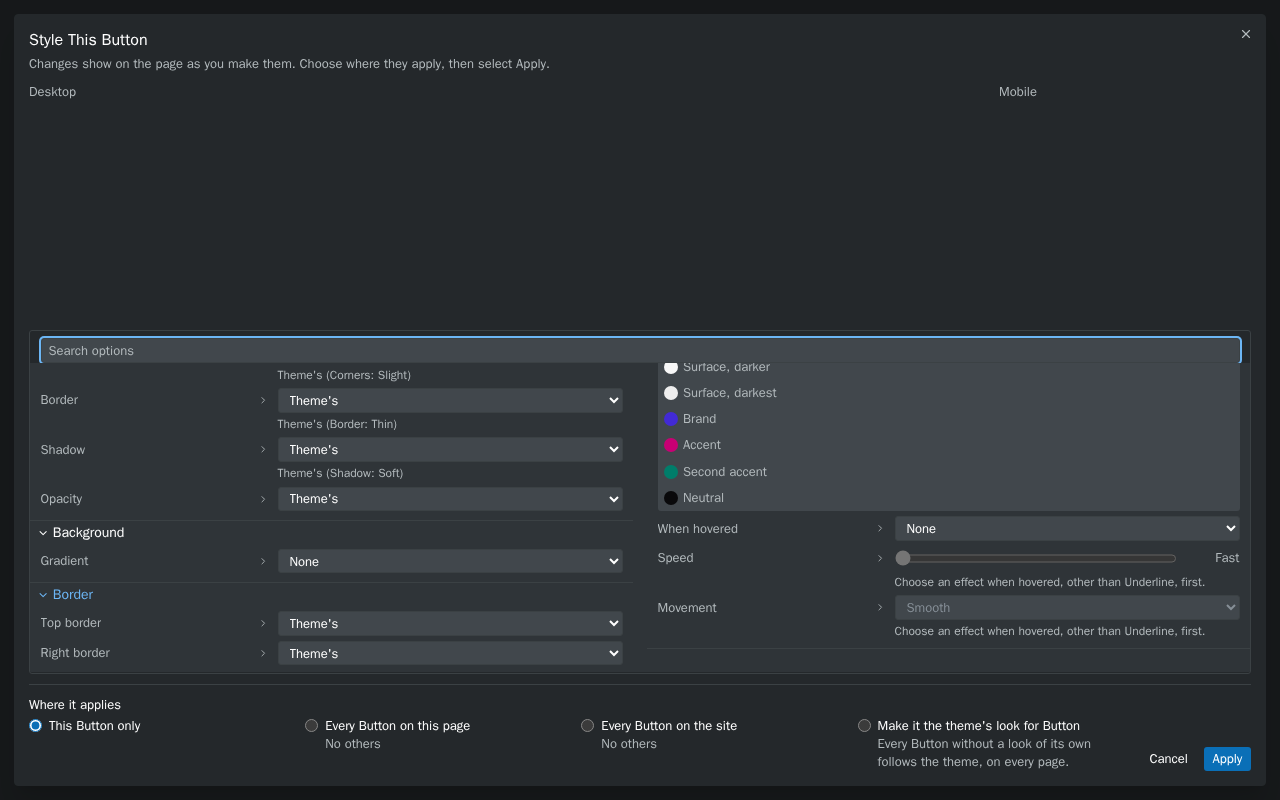 Style This Button
Changes show on the page as you make them. Choose where they apply, then select Apply.
Desktop
Mobile
Search options
Theme's (Corners: Slight)
Border
Theme's
Theme's (Border: Thin)
Shadow
Theme's
Theme's (Shadow: Soft)
Opacity
Theme's
Background
Gradient
None
Border
Top border
Theme's
Right border
Theme's
Surface, darker
Surface, darkest
Brand
Accent
Second accent
Neutral
When hovered
None
Speed
Fast
Choose an effect when hovered, other than Underline, first.
Movement
Smooth
Choose an effect when hovered, other than Underline, first.
Where it applies
This Button only
Every Button on this page
No others
Every Button on the site
No others
Make it the theme's look for Button
Every Button without a look of its own
follows the theme, on every page.
Cancel
Apply